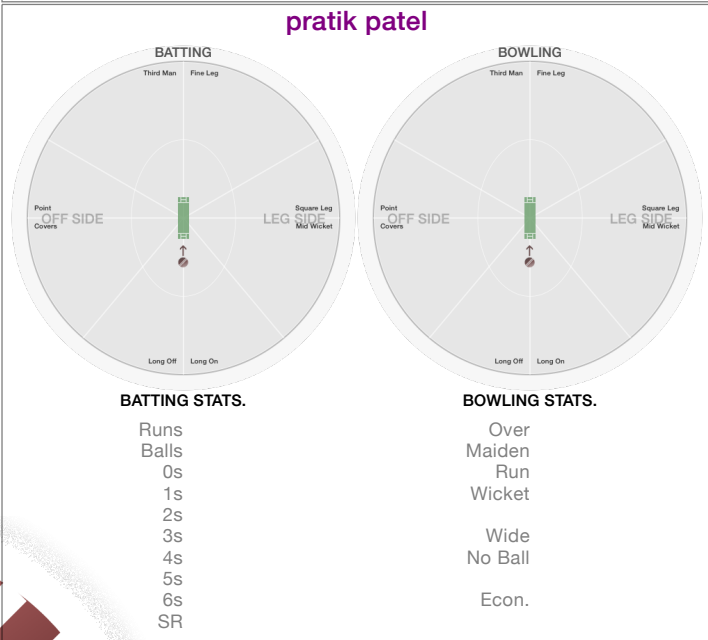 pratik patel
BATTING
BOWLING
Third Man
Fine Leg
Third Man
Fine Leg
Point
OFF SIDE
Covers
Square Leg
LEG SIDE
Mid Wicket
Point
OFF SIDE
Covers
Square Leg
LEG SIDE
Mid Wicket
Long Off
Long On
Long Off
Long On
BATTING STATS.
Runs
Balls
0s
1s
2s
3s
4s
5s
6s
SR
BOWLING STATS.
Over
Maiden
Run
Wicket
Wide
No Ball
Econ.